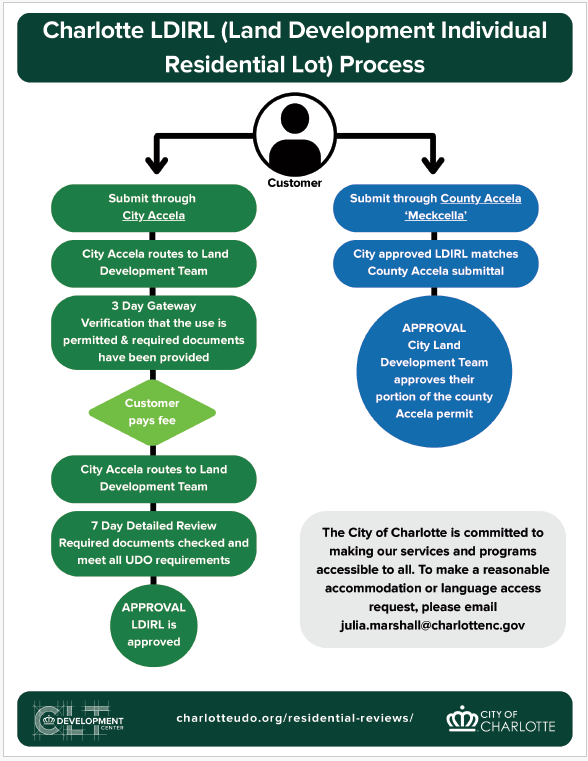 Charlotte LDIRL (Land Development Individual
Residential Lot) Process
Customer
Submit through
City Accela
City Accela routes to Land
Development Team
3 Day Gateway
Verification that the use is
permitted & required documents
have been provided
Customer
pays fee
City Accela routes to Land
Development Team
7 Day Detailed Review
Required documents checked and
meet all UDO requirements
APPROVAL
LDIRL is
approved
Submit through County Accela
‘Meckcella’
City approved LDIRL matches
County Accela submittal
APPROVAL
City Land
Development Team
approves their
portion of the county
Accela permit
The City of Charlotte is committed to
making our services and programs
accessible to all. To make a reasonable
accommodation or language access
request, please email
julia.marshall@charlottenc.gov
CLT
DEVELOPMENT
CENTER
charlotteudo.org/residential-reviews/
CITY OF
CHARLOTTE